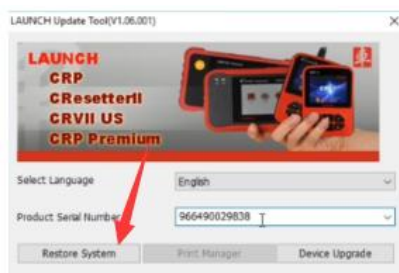 LAUNCH Update Tool(V1.06.001)
LAUNCH
CRP
CResetterII
CRVII US
CRP Premium
Select Language
English
Product Serial Number
966490029838
Restore System
Print Manager
Device Upgrade